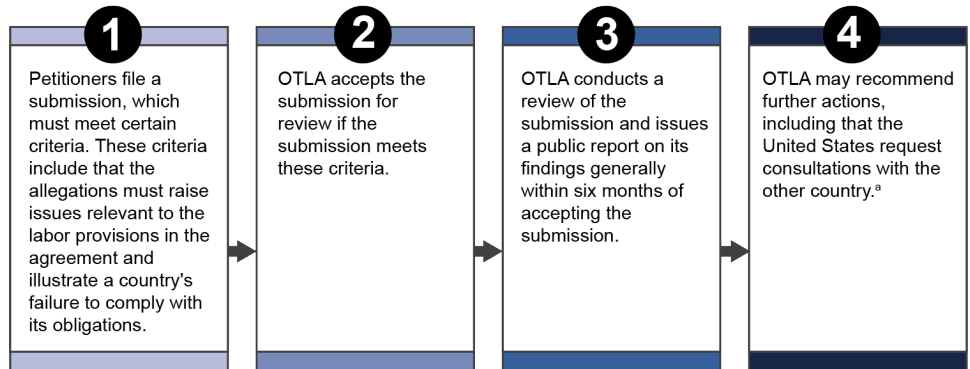 1
Petitioners file a
submission, which
must meet certain
criteria. These criteria
include that the
allegations must raise
issues relevant to the
labor provisions in the
agreement and
illustrate a country's
failure to comply with
its obligations.
2
OTLA accepts the
submission for
review if the
submission meets
these criteria.
3
OTLA conducts a
review of the
submission and issues
a public report on its
findings generally
within six months of
accepting the
submission.
4
OTLA may recommend
further actions,
including that the
United States request
consultations with the
other country.ª